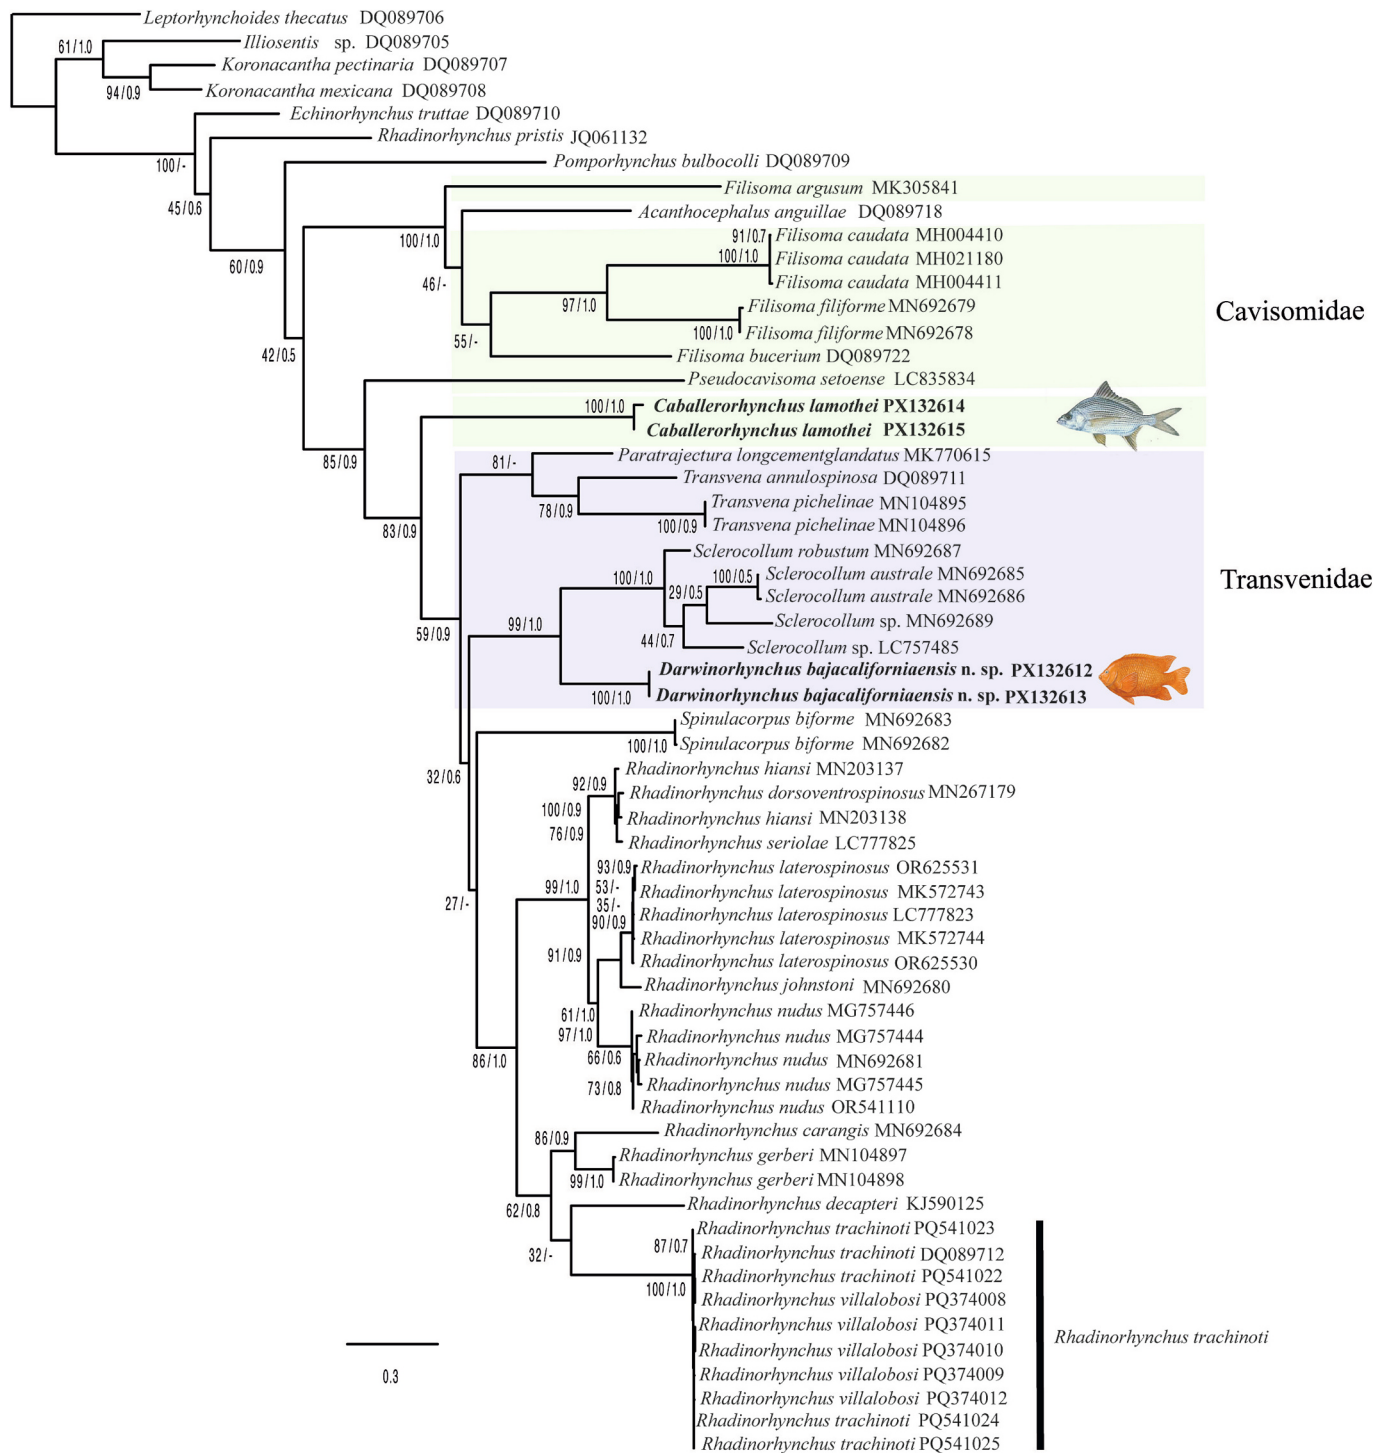 Leptorhynchoides thecatus DQ089706
61/1.0 Illiosentis sp. DQ089705
Koronacantha pectinaria DQ089707
94/0.9 Koronacantha mexicana DQ089708
Echinorhynchus truttae DQ089710
Rhadinorhynchus pristis JQ061132
100/- Pomporhynchus bulbocolli DQ089709
Filisoma argusum MK305841
45/0.6 Acanthocephalus anguillae DQ089718
91/0.7 Filisoma caudata MH004410
100/1.0
100/1.0 Filisoma caudata MH021180
60/0.9
46/- Filisoma caudata MH004411
97/1.0 Filisoma filiforme MN692679
Cavisomidae
100/1.0 Filisoma filiforme MN692678
55/-
42/0.5 Filisoma bucerium DQ089722
Pseudocavisoma setoense LC835834
100/1.0 Caballerorhynchus lamothei PX132614
Caballerorhynchus lamothei PX132615
85/0.9 81/- Paratrajectura longcementglandatus MK770615
Transvena annulospinosa DQ089711
78/0.9 Transvena pichelinae MN104895
83/0.9 100/0.9 Transvena pichelinae MN104896
Sclerocollum robustum MN692687
100/1.0 100/0.5 Sclerocollum australe MN692685
Transvenidae
29/0.5 Sclerocollum australe MN692686
99/1.0 Sclerocollum sp. MN692689
59/0.9 44/0.7 Sclerocollum sp. LC757485
Darwinorhynchus bajacaliforniaensis n. sp. PX132612
100/1.0 Darwinorhynchus bajacaliforniaensis n. sp. PX132613
Spinulacorpus biforme MN692683
100/1.0 Spinulacorpus biforme MN692682
32/0.6 Rhadinorhynchus hiansi MN203137
92/0.9 Rhadinorhynchus dorsoventrospinosus MN267179
100/0.9 Rhadinorhynchus hiansi MN203138
76/0.9 Rhadinorhynchus seriolae LC777825
93/0.9 Rhadinorhynchus laterospinosus OR625531
99/1.0 53/- Rhadinorhynchus laterospinosus MK572743
27/- 35/- Rhadinorhynchus laterospinosus LC777823
90/0.9 Rhadinorhynchus laterospinosus MK572744
91/0.9 Rhadinorhynchus laterospinosus OR625530
Rhadinorhynchus johnstoni MN692680
61/1.0 Rhadinorhynchus nudus MG757446
97/1.0 Rhadinorhynchus nudus MG757444
86/1.0 66/0.6 Rhadinorhynchus nudus MN692681
73/0.8 Rhadinorhynchus nudus MG757445
Rhadinorhynchus nudus OR541110
86/0.9 Rhadinorhynchus carangis MN692684
Rhadinorhynchus gerberi MN104897
99/1.0 Rhadinorhynchus gerberi MN104898
62/0.8 Rhadinorhynchus decapteri KJ590125
Rhadinorhynchus trachinoti PQ541023
32/- 87/0.7 Rhadinorhynchus trachinoti DQ089712
Rhadinorhynchus trachinoti PQ541022
100/1.0 Rhadinorhynchus villalobosi PQ374008
Rhadinorhynchus villalobosi PQ374011
Rhadinorhynchus trachinoti
Rhadinorhynchus villalobosi PQ374010
0.3 Rhadinorhynchus villalobosi PQ374009
Rhadinorhynchus villalobosi PQ374012
Rhadinorhynchus trachinoti PQ541024
Rhadinorhynchus trachinoti PQ541025